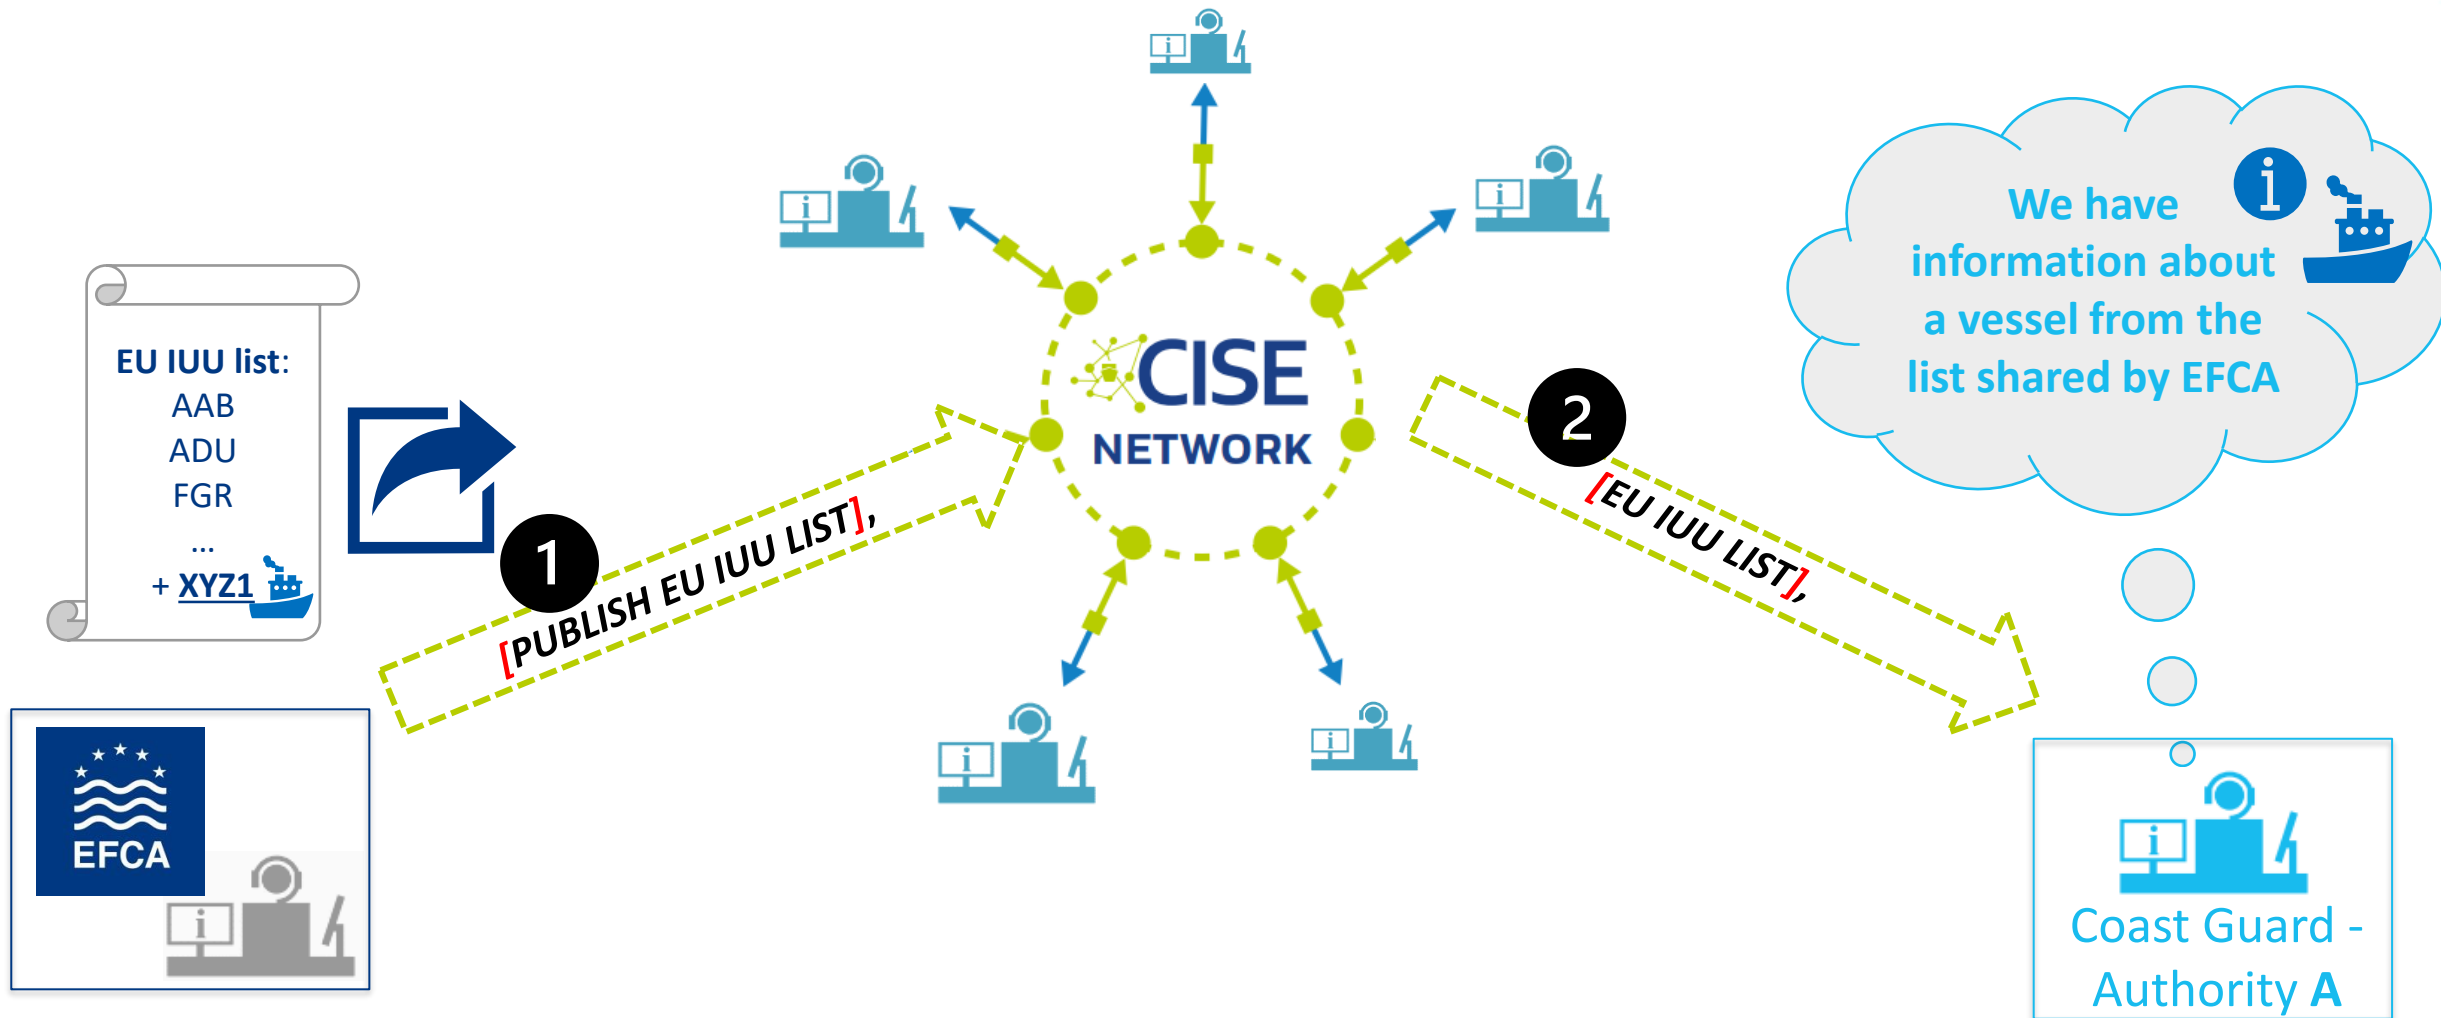 EU IUU list:
AAB
ADU
FGR
...
+ XYZ1
1
[PUBLISH EU IUU LIST],
EFCA
i
i
i
i
CISE
NETWORK
i
i
2
[EU IUU LIST],
We have
information about
a vessel from the
list shared by EFCA
i
i
Coast Guard -
Authority A